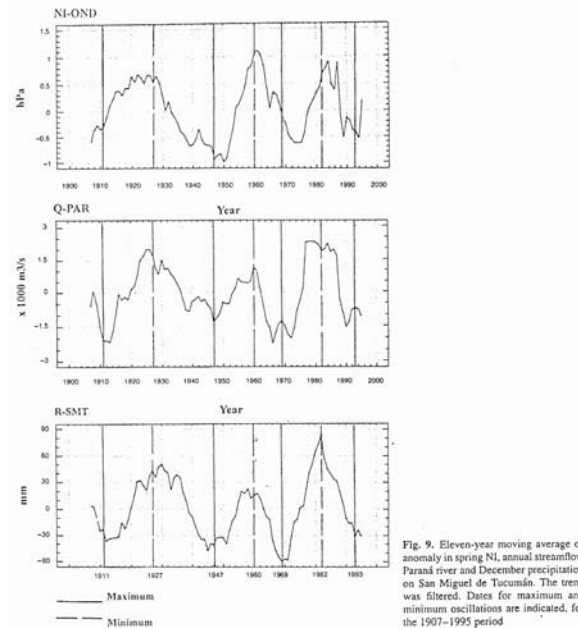 NI-OND
1.5
1
0.5
0
-0.5
-1
hPa
1900 1910 1920 1930 1940 1950 1960 1970 1980 1990 2000
Q-PAR
Year
3
1.5
-1.5
-3
x 1000 m3/s
1900 1910 1920 1930 1940 1950 1960 1970 1980 1990 2000
R-SMT
Year
90
60
30
0
-30
-60
mm
1911 1927 1947 1960 1969 1982 1993
Maximum
Minimum
Fig. 9. Eleven-year moving average o
anomaly in spring NI, annual streamflow
Paraná river and December precipitation
on San Miguel de Tucumán. The tren
was filtered. Dates for maximum an
minimum oscillations are indicated, fo
the 1907–1995 period